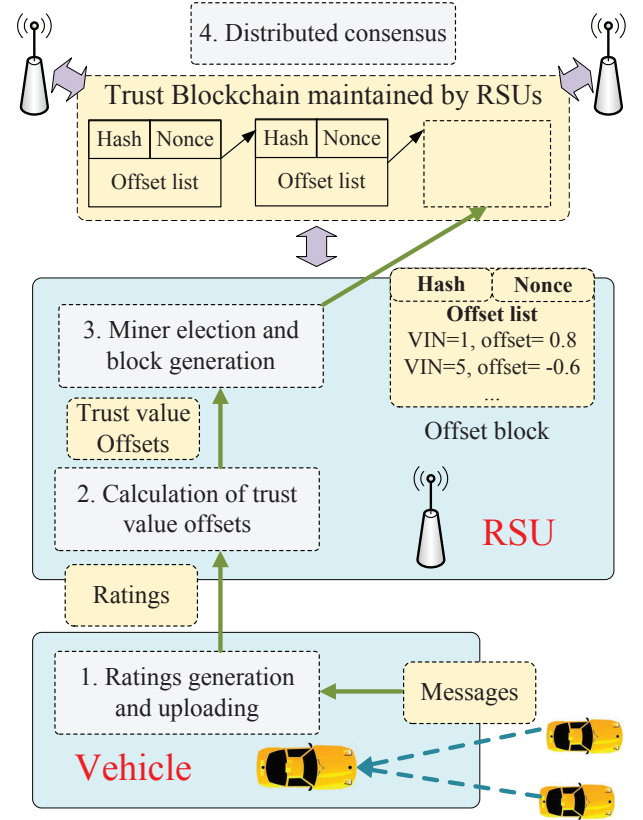 4. Distributed consensus
Trust Blockchain maintained by RSUs
Hash Nonce
Offset list
Hash Nonce
Offset list
Hash Nonce
Offset list
VIN=1, offset= 0.8
VIN=5, offset= -0.6
...
Offset block
3. Miner election and
block generation
Trust value
Offsets
2. Calculation of trust
value offsets
RSU
Ratings
1. Ratings generation
and uploading
Messages
Vehicle